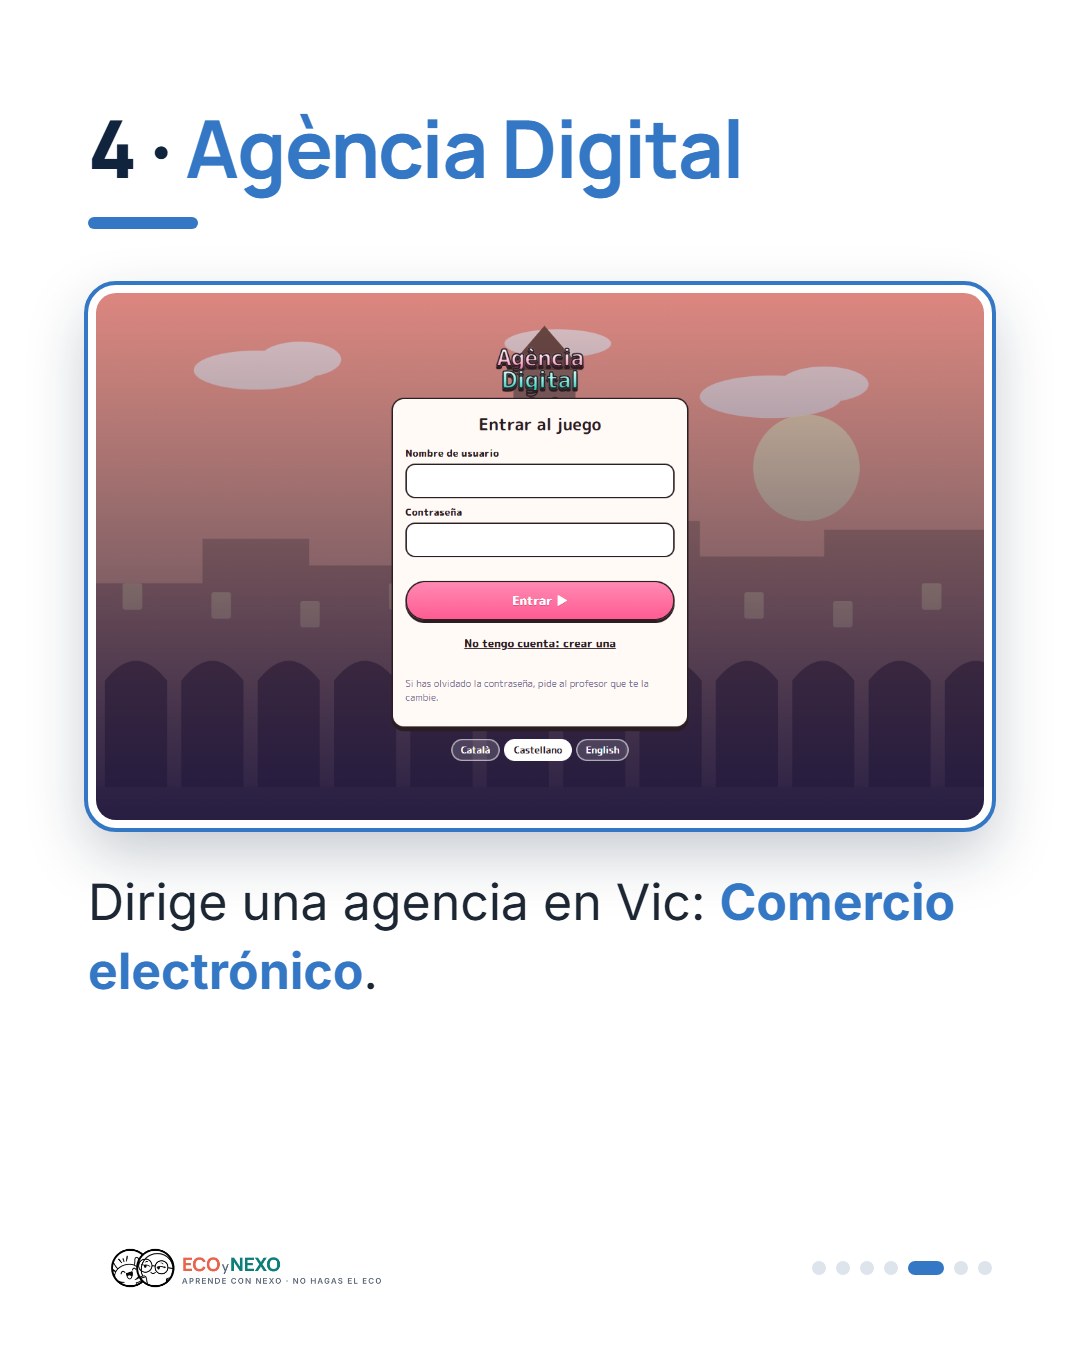 4 · Agència Digital
Agència
Digital
Entrar al juego
Nombre de usuario
Contraseña
Entrar ▶
No tengo cuenta: crear una
Si has olvidado la contraseña, pide al profesor que te la
cambie.
Català Castellano English
Dirige una agencia en Vic: Comercio
electrónico.
ECO y NEXO
APRENDE CON NEXO · NO HAGAS EL ECO